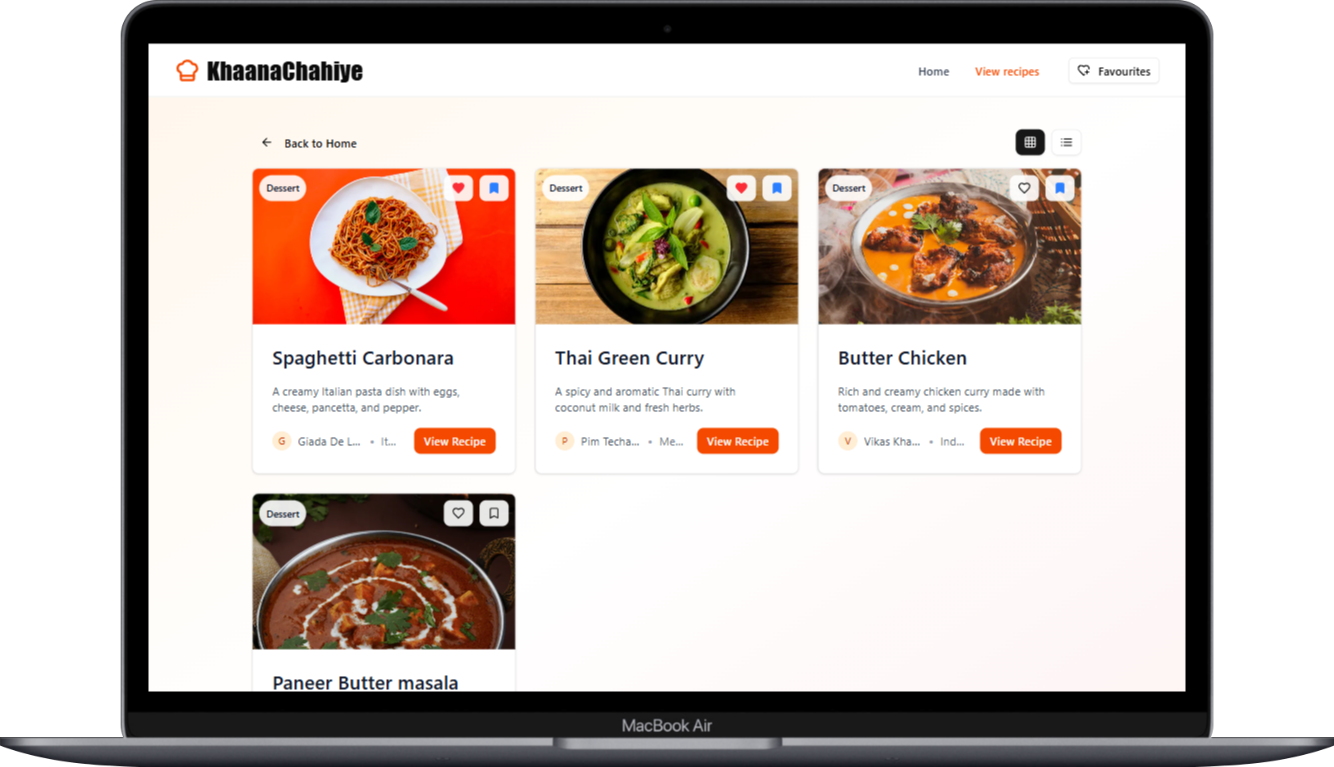 KhaanaChahiye
Home
View recipes
Favourites
Back to Home
Dessert
Dessert
Dessert
Spaghetti Carbonara
Thai Green Curry
Butter Chicken
A creamy Italian pasta dish with eggs,
cheese, pancetta, and pepper.
A spicy and aromatic Thai curry with
coconut milk and fresh herbs.
Rich and creamy chicken curry made with
tomatoes, cream, and spices.
G Giada De L... • It... View Recipe
P Pim Techa... • Me... View Recipe
V Vikas Kha... • Ind... View Recipe
Dessert
Paneer Butter masala
MacBook Air